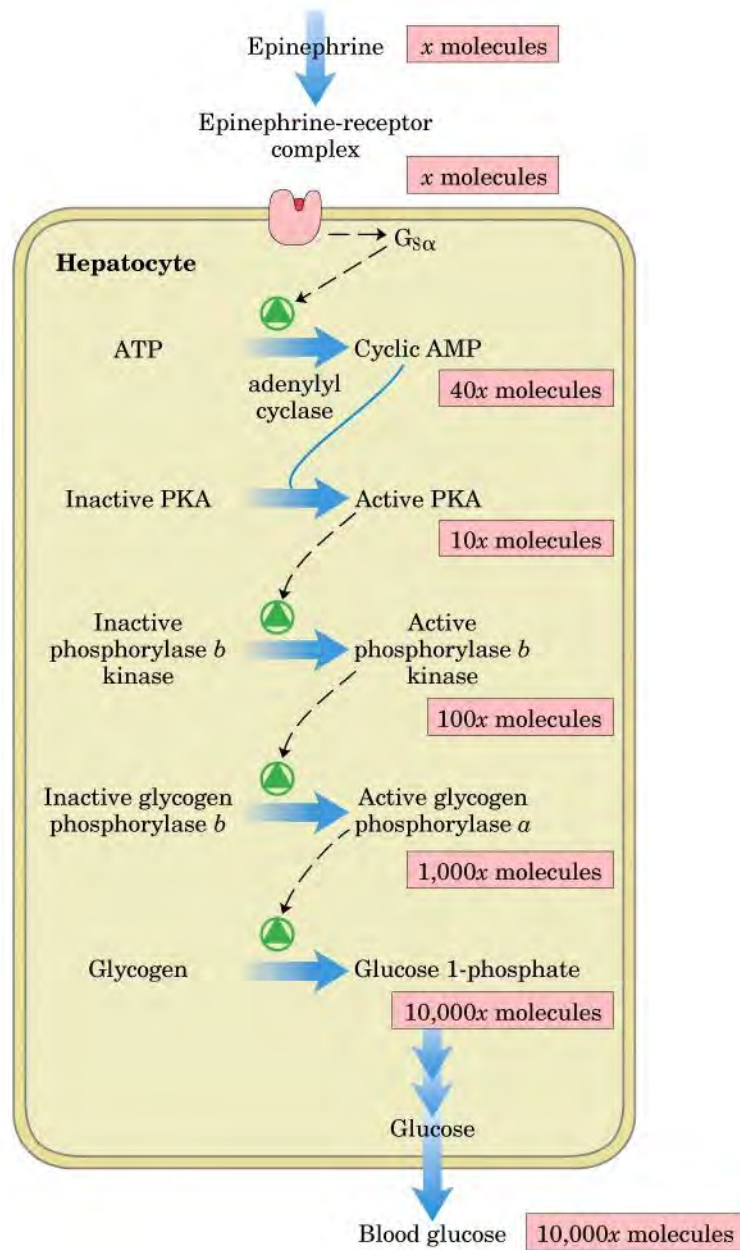 Epinephrine
x molecules
Epinephrine-receptor
complex
x molecules
GSα
Hepatocyte
ATP
Cyclic AMP
adenylyl
cyclase
40x molecules
Inactive PKA
Active PKA
10x molecules
Inactive
phosphorylase b
kinase
Active
phosphorylase b
kinase
100x molecules
Inactive glycogen
phosphorylase b
Active glycogen
phosphorylase a
1,000x molecules
Glycogen
Glucose 1-phosphate
10,000x molecules
Glucose
Blood glucose
10,000x molecules